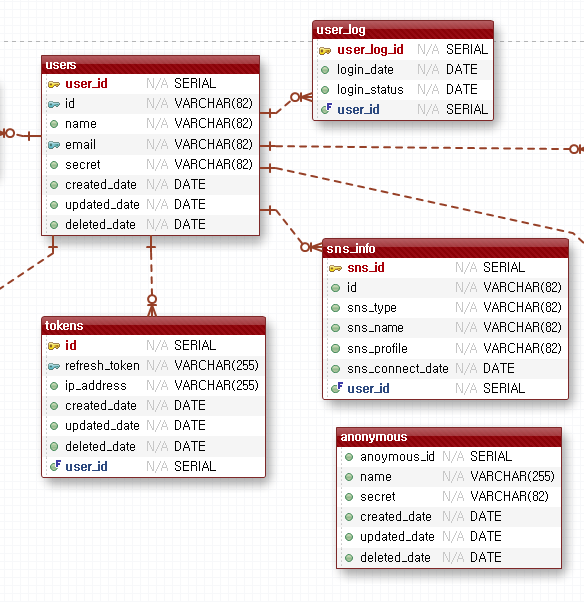 users
user_id N/A SERIAL
id N/A VARCHAR(82)
name N/A VARCHAR(82)
email N/A VARCHAR(82)
secret N/A VARCHAR(82)
created_date N/A DATE
updated_date N/A DATE
deleted_date N/A DATE
user_log
user_log_id N/A SERIAL
login_date N/A DATE
login_status N/A DATE
F user_id N/A SERIAL
sns_info
sns_id N/A SERIAL
id N/A VARCHAR(82)
sns_type N/A VARCHAR(82)
sns_name N/A VARCHAR(82)
sns_profile N/A VARCHAR(82)
sns_connect_date N/A DATE
F user_id N/A SERIAL
tokens
id N/A SERIAL
refresh_token N/A VARCHAR(255)
ip_address N/A VARCHAR(255)
created_date N/A DATE
updated_date N/A DATE
deleted_date N/A DATE
F user_id N/A SERIAL
anonymous
anoymous_id N/A SERIAL
name N/A VARCHAR(255)
secret N/A VARCHAR(82)
created_date N/A DATE
updated_date N/A DATE
deleted_date N/A DATE